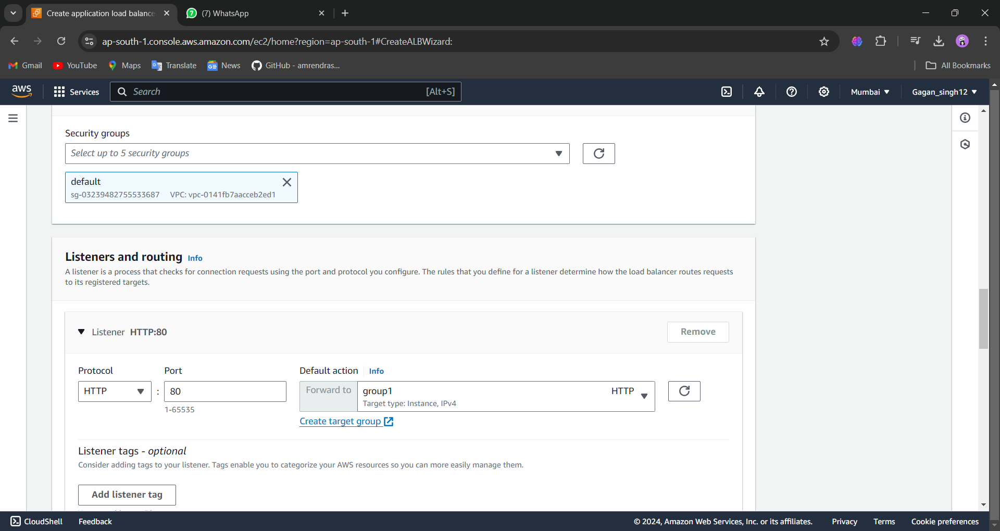 Create application load balance
(7) WhatsApp
ap-south-1.console.aws.amazon.com/ec2/home?region=ap-south-1#CreateALBWizard:
Gmail
YouTube
Maps
Translate
News
GitHub - amrendras...
All Bookmarks
aws
Services
Search
[Alt+S]
Mumbai
Gagan_singh12
Security groups
Select up to 5 security groups
default
sg-03239482755533687 VPC: vpc-0141fb7aacceb2ed1
Listeners and routing Info
A listener is a process that checks for connection requests using the port and protocol you configure. The rules that you define for a listener determine how the load balancer routes requests
to its registered targets.
Listener HTTP:80
Remove
Protocol
Port
Default action
Info
HTTP
:
80
1-65535
Forward to
group1
HTTP
Target type: Instance, IPv4
Create target group
Listener tags - optional
Consider adding tags to your listener. Tags enable you to categorize your AWS resources so you can more easily manage them.
Add listener tag
CloudShell
Feedback
© 2024, Amazon Web Services, Inc. or its affiliates.
Privacy
Terms
Cookie preferences